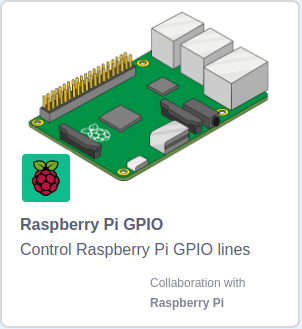 Raspberry Pi GPIO
Control Raspberry Pi GPIO lines
Collaboration with
Raspberry Pi